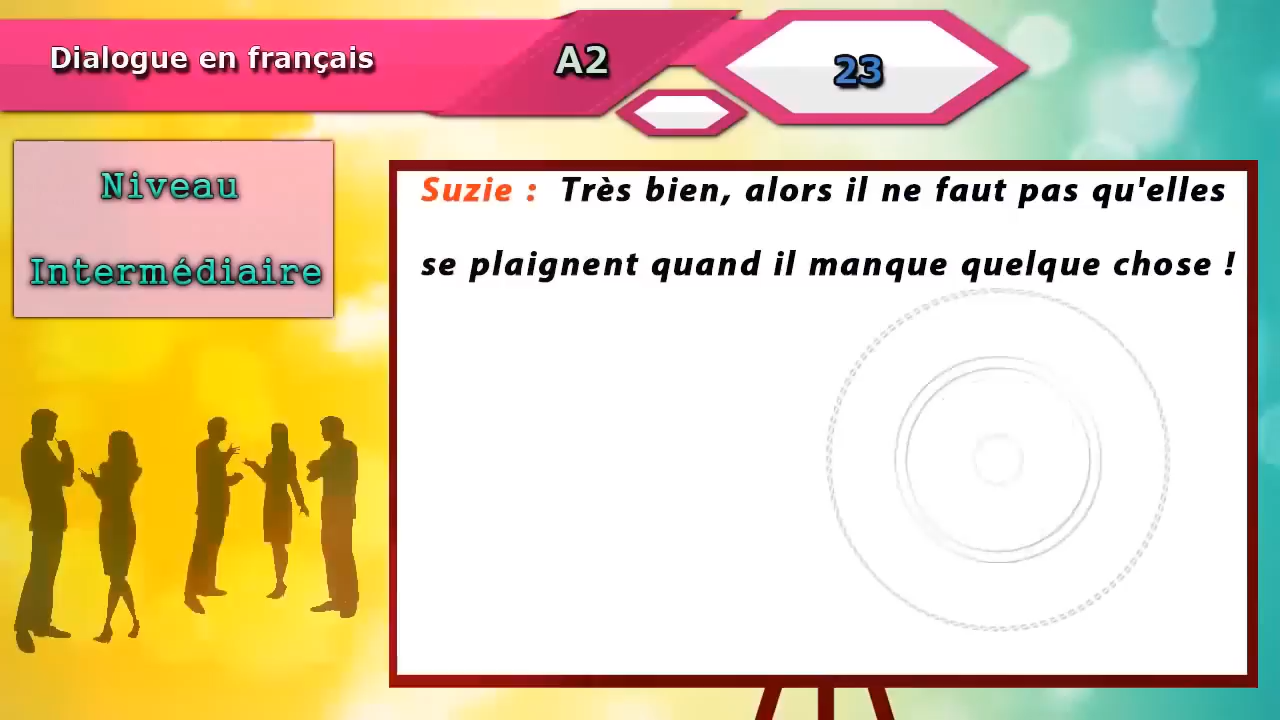 Dialogue en français
A2
23
Niveau
Intermédiaire
Suzie : Très bien, alors il ne faut pas qu'elles
se plaignent quand il manque quelque chose !